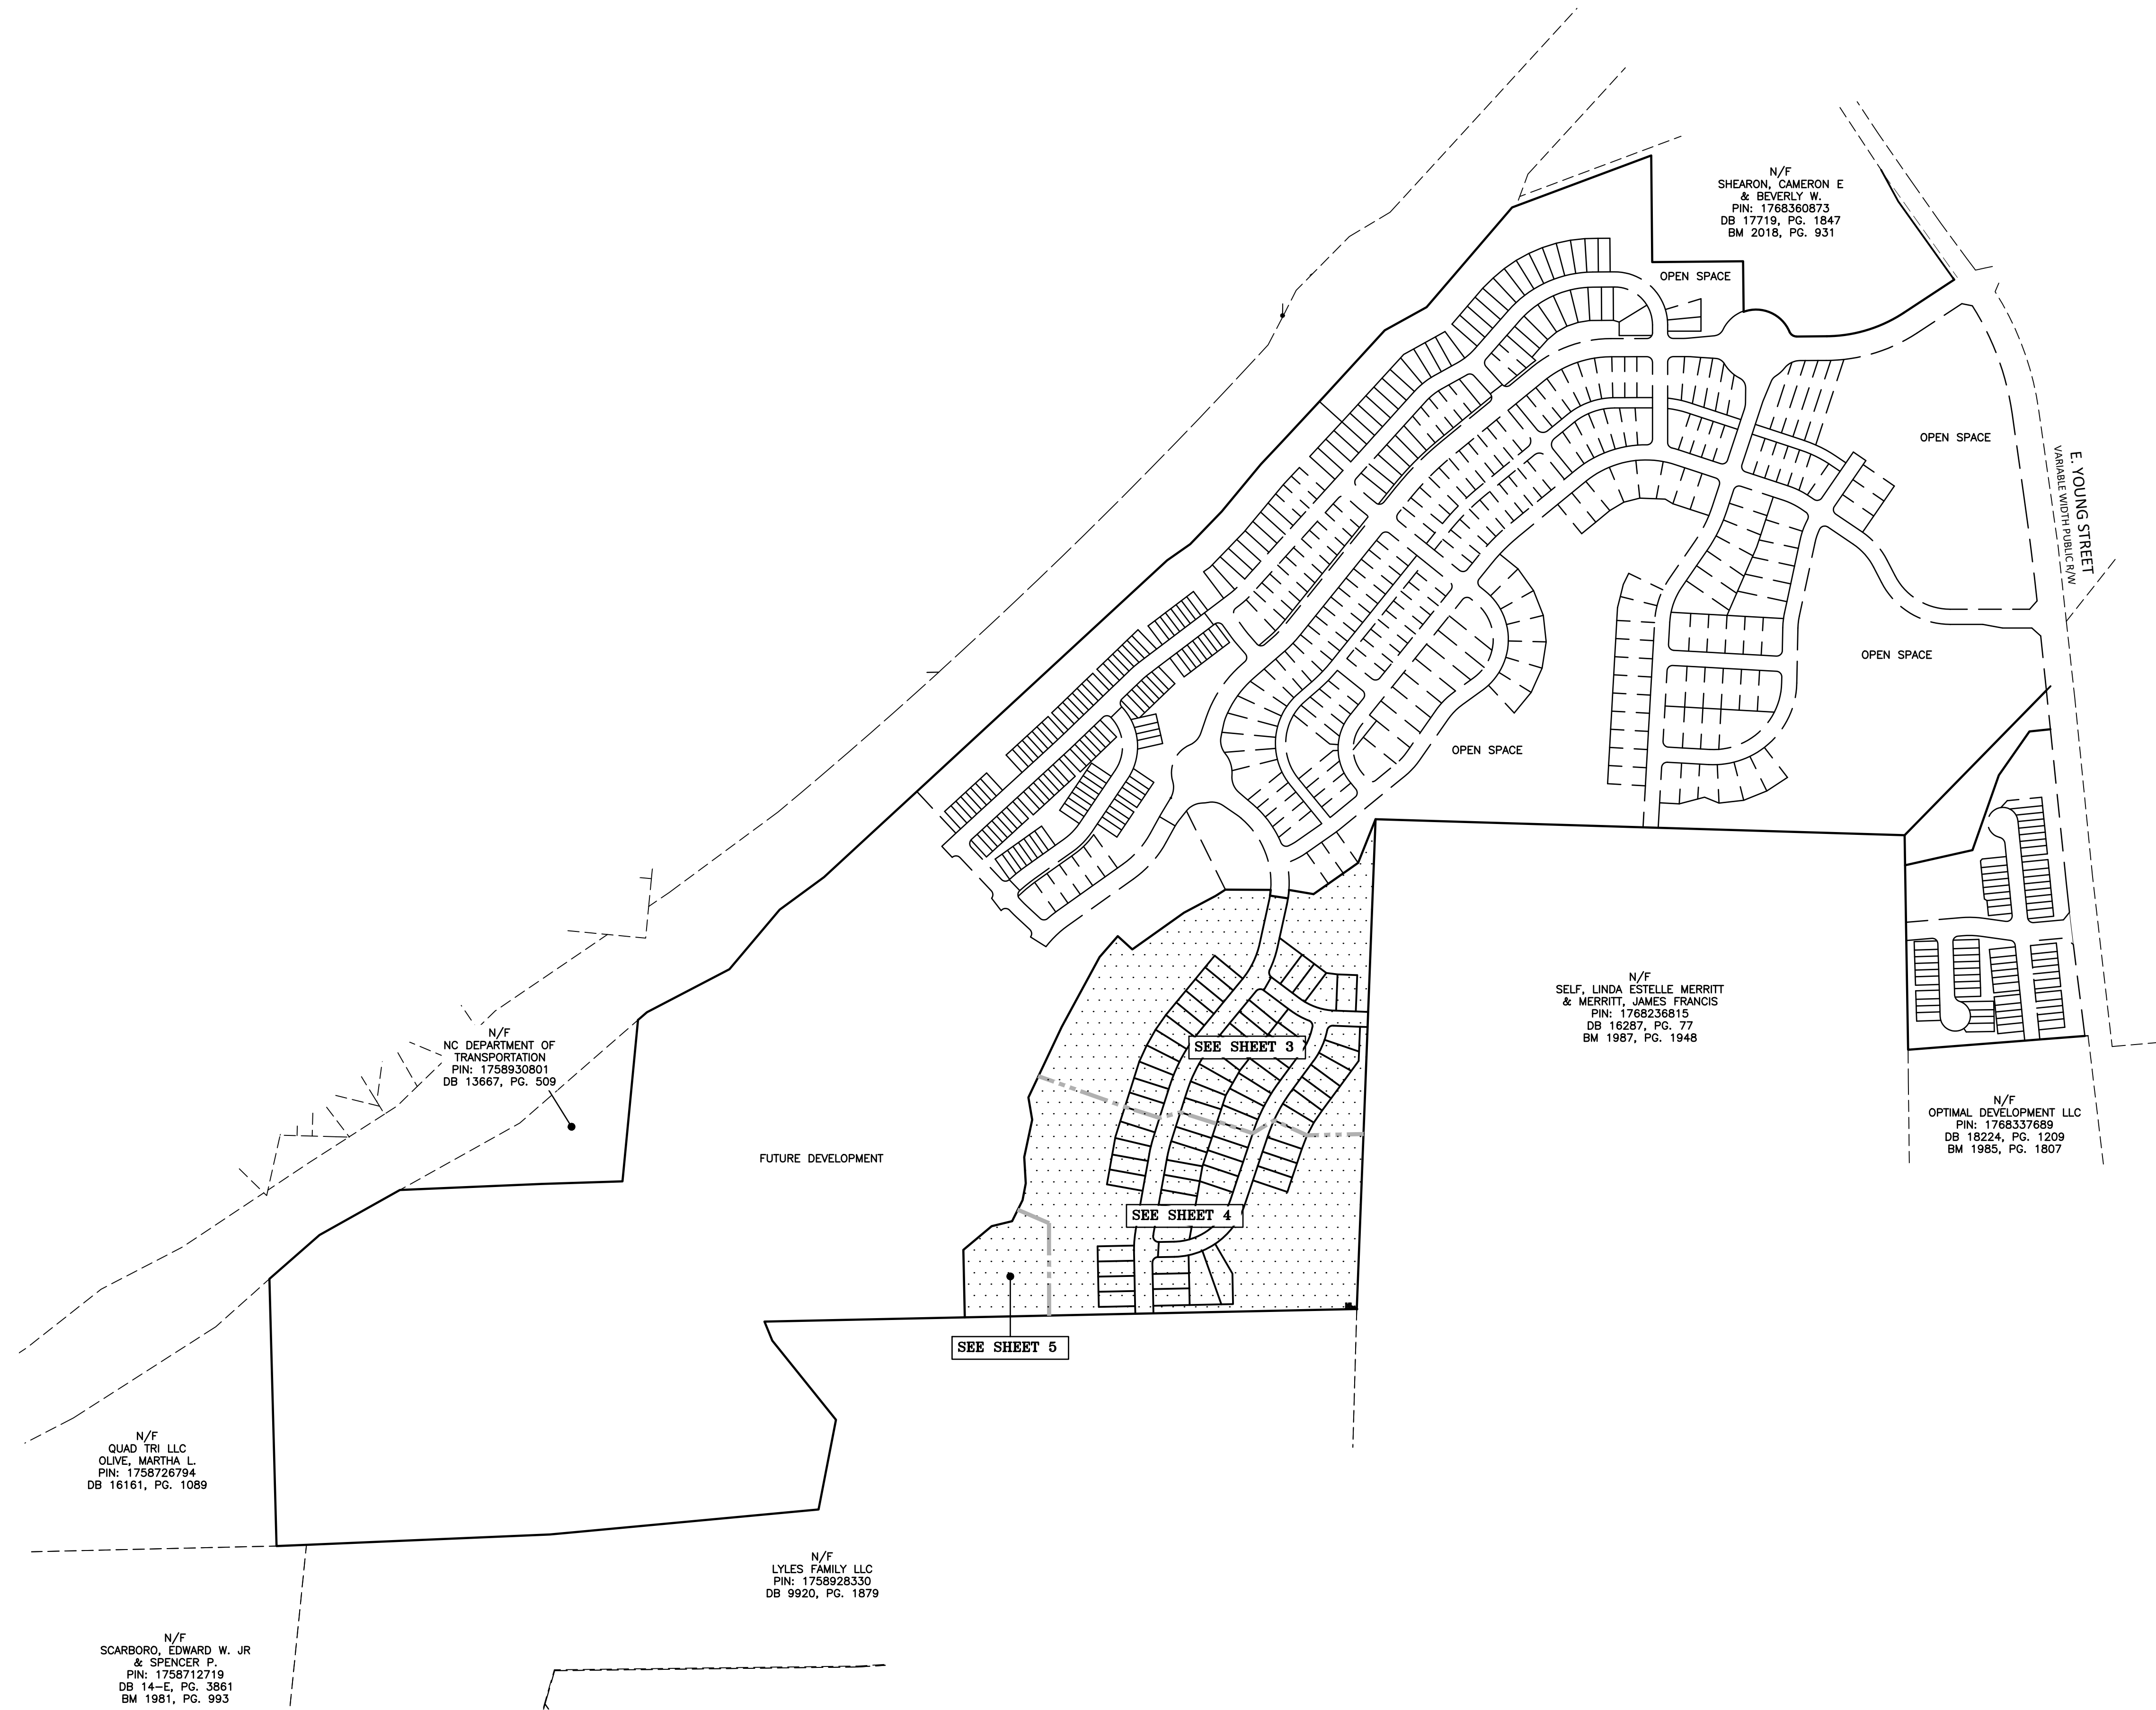 N/F
SHEARON, CAMERON E
& BEVERLY W.
PIN: 1768360873
DB 17719, PG. 1847
BM 2018, PG. 931
OPEN SPACE
OPEN SPACE
E. YOUNG STREET
VARIABLE WIDTH PUBLIC R/W
OPEN SPACE
OPEN SPACE
N/F
SELF, LINDA ESTELLE MERRITT
& MERRITT, JAMES FRANCIS
PIN: 1768236815
DB 16287, PG. 77
BM 1987, PG. 1948
N/F
NC DEPARTMENT OF
TRANSPORTATION
PIN: 1758930801
DB 13667, PG. 509
SEE SHEET 3
N/F
OPTIMAL DEVELOPMENT LLC
PIN: 1768337689
DB 18224, PG. 1209
BM 1985, PG. 1807
FUTURE DEVELOPMENT
SEE SHEET 4
SEE SHEET 5
N/F
QUAD TRI LLC
OLIVE, MARTHA L.
PIN: 1758726794
DB 16161, PG. 1089
N/F
LYLES FAMILY LLC
PIN: 1758928330
DB 9920, PG. 1879
N/F
SCARBORO, EDWARD W. JR
& SPENCER P.
PIN: 1758712719
DB 14-E, PG. 3861
BM 1981, PG. 993